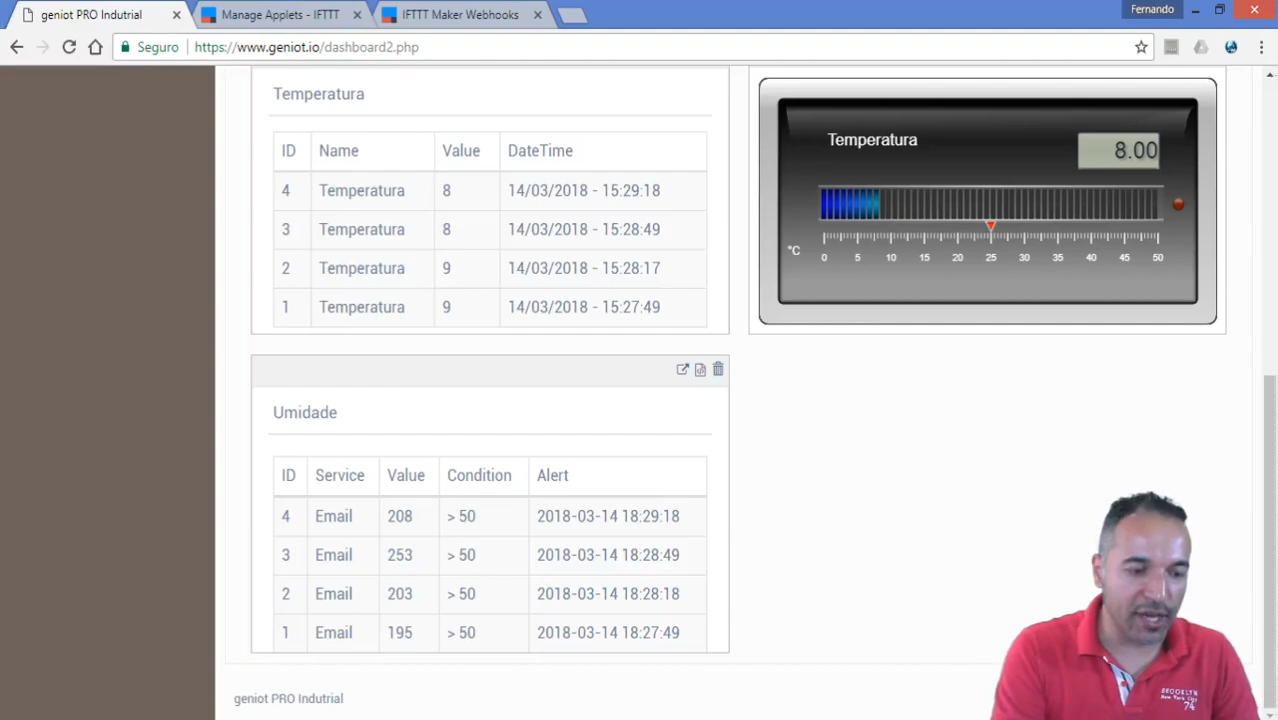 geniot PRO Indutrial
Manage Applets - IFTTT
IFTTT Maker Webhooks
Fernando
Seguro
https://www.geniot.io/dashboard2.php
Temperatura
ID Name Value DateTime
4 Temperatura 8 14/03/2018 - 15:29:18
3 Temperatura 8 14/03/2018 - 15:28:49
2 Temperatura 9 14/03/2018 - 15:28:17
1 Temperatura 9 14/03/2018 - 15:27:49
Temperatura
8.00
°C
0 5 10 15 20 25 30 35 40 45 50
Umidade
ID Service Value Condition Alert
4 Email 208 > 50 2018-03-14 18:29:18
3 Email 253 > 50 2018-03-14 18:28:49
2 Email 203 > 50 2018-03-14 18:28:18
1 Email 195 > 50 2018-03-14 18:27:49
geniot PRO Indutrial
BROOKLYN
New York City
74